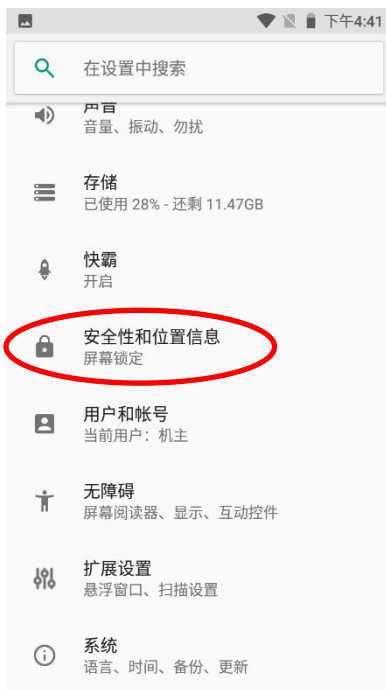 下午4:41
在设置中搜索
声音
音量、振动、勿扰
存储
已使用 28% - 还剩 11.47GB
快霸
开启
安全性和位置信息
屏幕锁定
用户和帐号
当前用户：机主
无障碍
屏幕阅读器、显示、互动控件
扩展设置
悬浮窗口、扫描设置
系统
语言、时间、备份、更新